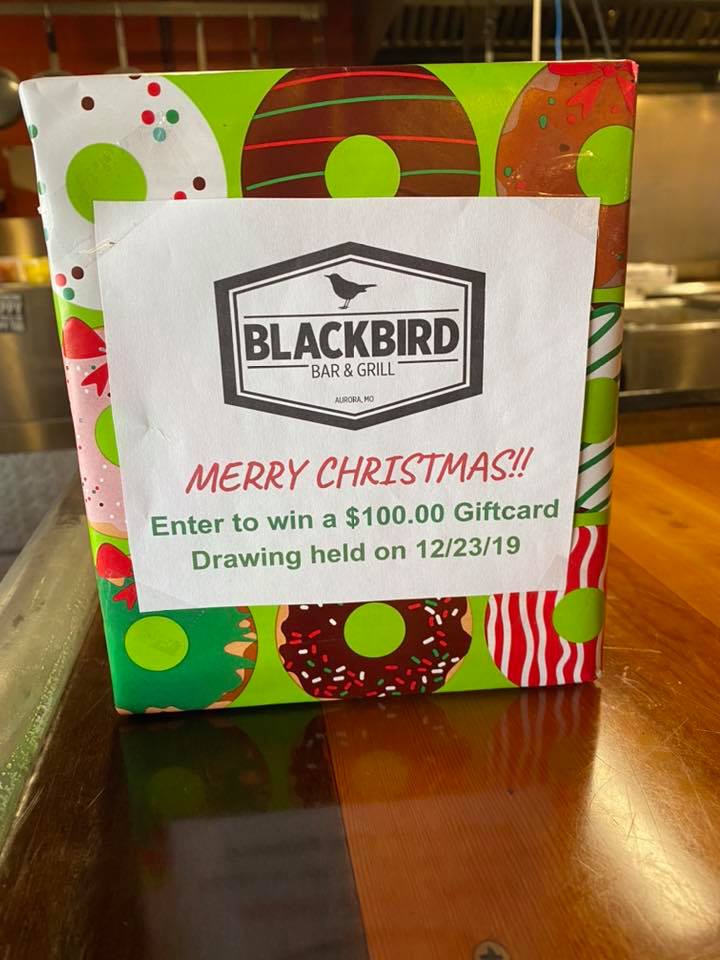 BLACKBIRD
BAR & GRILL
AURORA, MO
MERRY CHRISTMAS!!
Enter to win a $100.00 Giftcard
Drawing held on 12/23/19